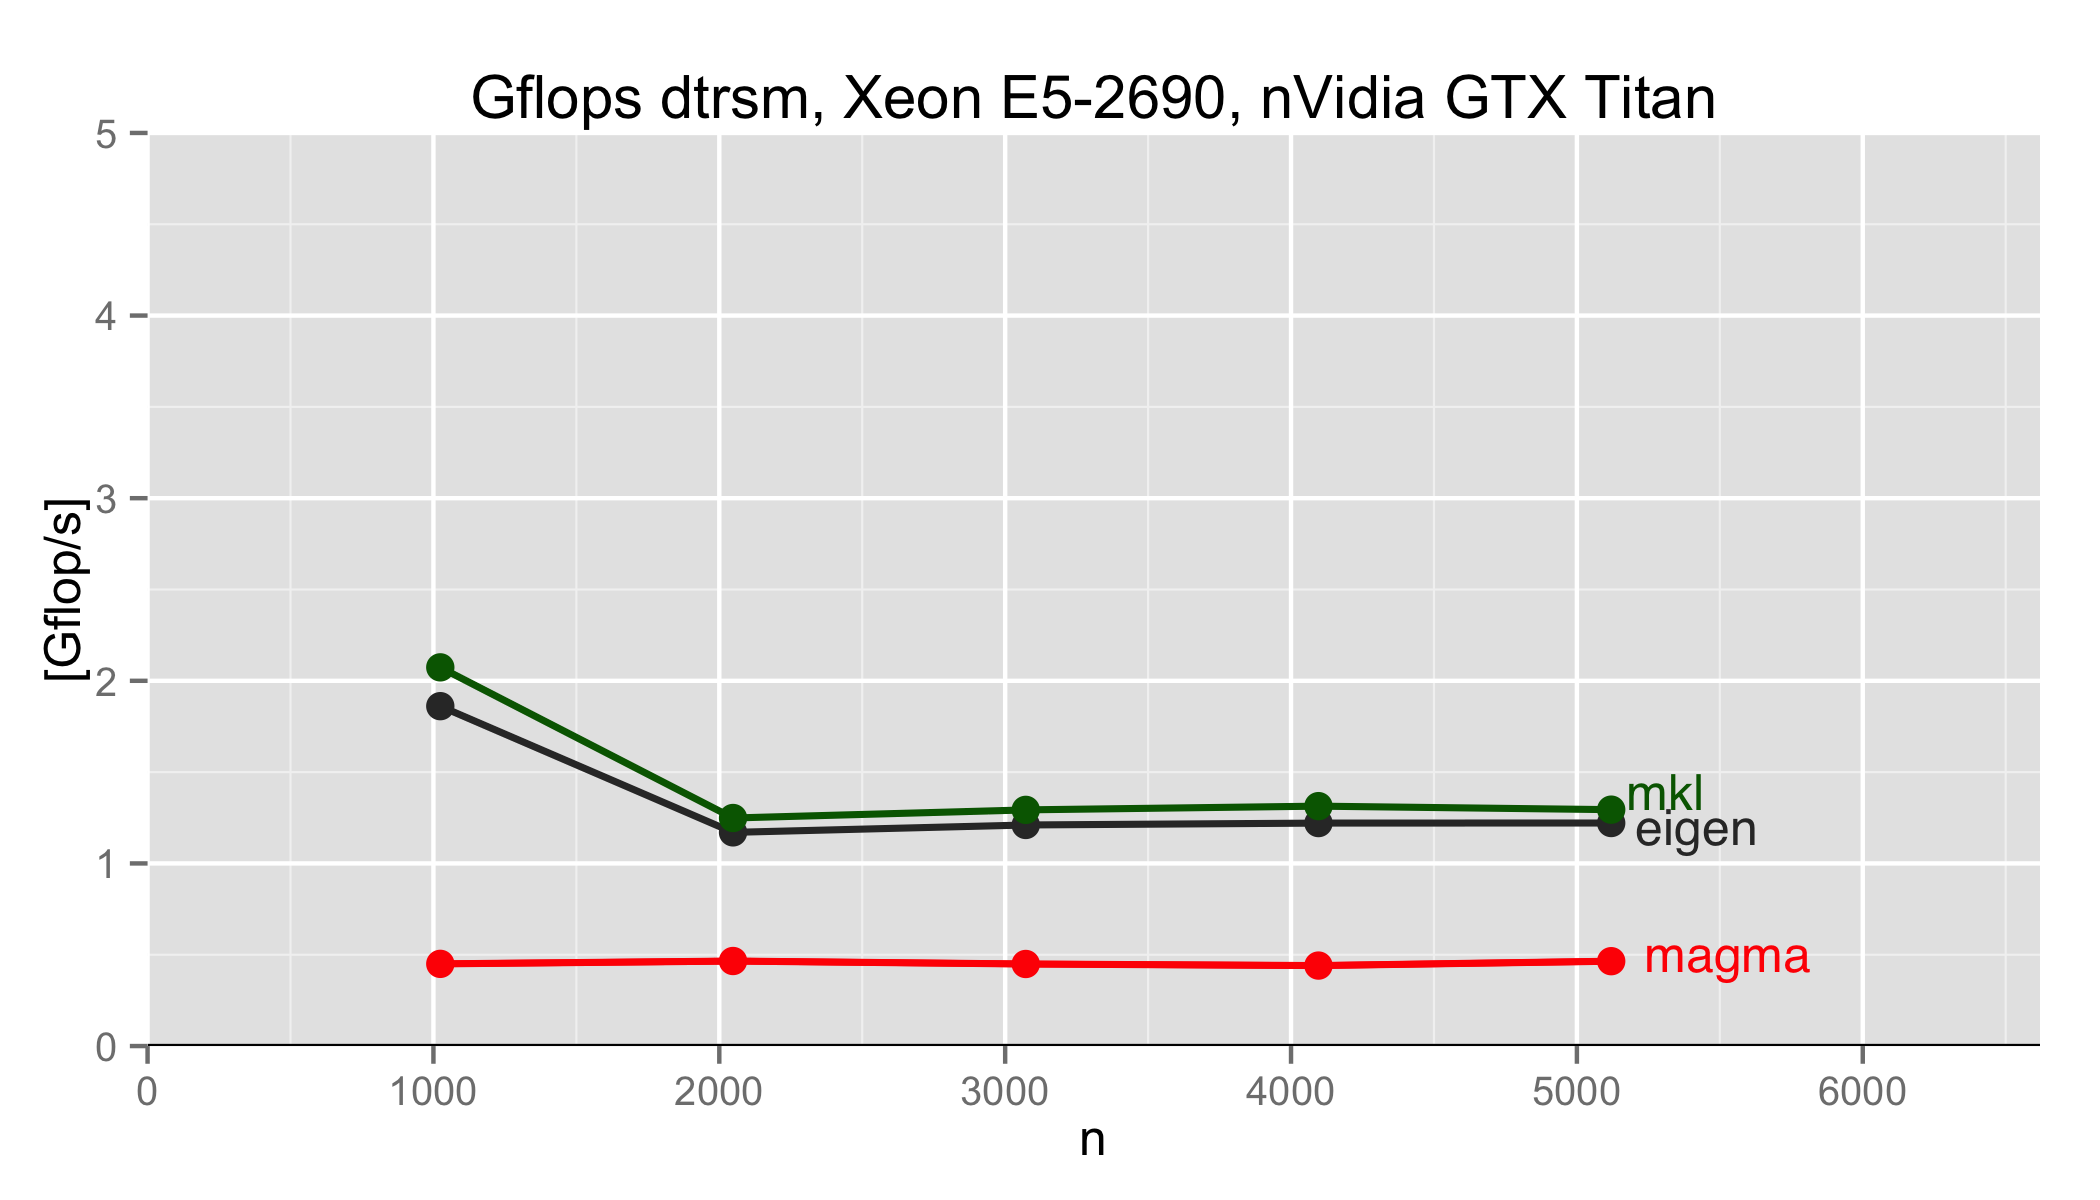 Gflops dtrsm, Xeon E5-2690, nVidia GTX Titan
[Gflop/s]
5
4
3
2
1
0
mkl
eigen
magma
0 1000 2000 3000 4000 5000 6000
n